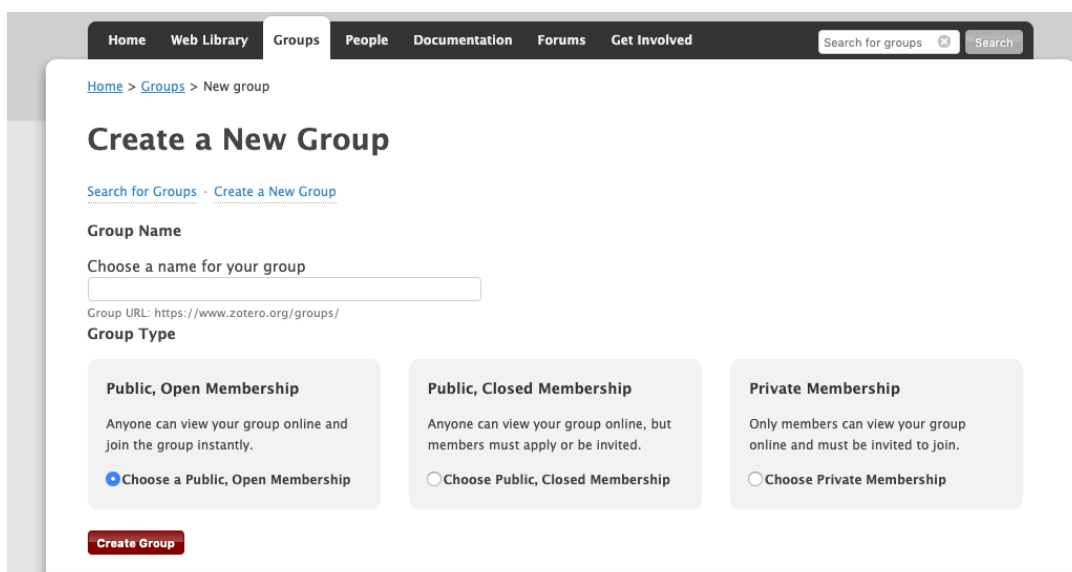 Home Web Library Groups People Documentation Forums Get Involved Search for groups Search
Home > Groups > New group
Create a New Group
Search for Groups · Create a New Group
Group Name
Choose a name for your group
Group URL: https://www.zotero.org/groups/
Group Type
Public, Open Membership
Anyone can view your group online and
join the group instantly.
Choose a Public, Open Membership
Public, Closed Membership
Anyone can view your group online, but
members must apply or be invited.
Choose Public, Closed Membership
Private Membership
Only members can view your group
online and must be invited to join.
Choose Private Membership
Create Group